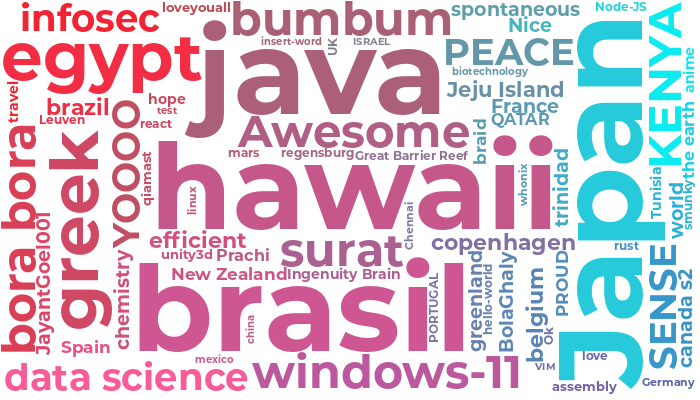 infosec
loveyouall
bumbum
spontaneous
Node-JS
Nice
egypt
java
insert-word
UK
ISRAEL
PEACE
Japan
KENYA
anime
biotechnology
travel
brazil
hope
test
Jeju Island
France
Leuven
react
Awesome
QATAR
braid
the earth
bora bora
greek
YOOOO
qiamast
mars
regensburg
Great Barrier Reef
hawaii
linux
whonix
trinidad
Tunisia
world
Chennai
JayantGoel001
efficient
surat
copenhagen
rust
unity3d
Prachi
chemistry
New Zealand
Ingenuity Brain
brasil
china
PORTUGAL
greenland
hello-world
BolaGhaly
belgium
PROUD
Ok
SENSE
canada s2
Spain
mexico
love
VIM
data science
windows-11
assembly
Germany